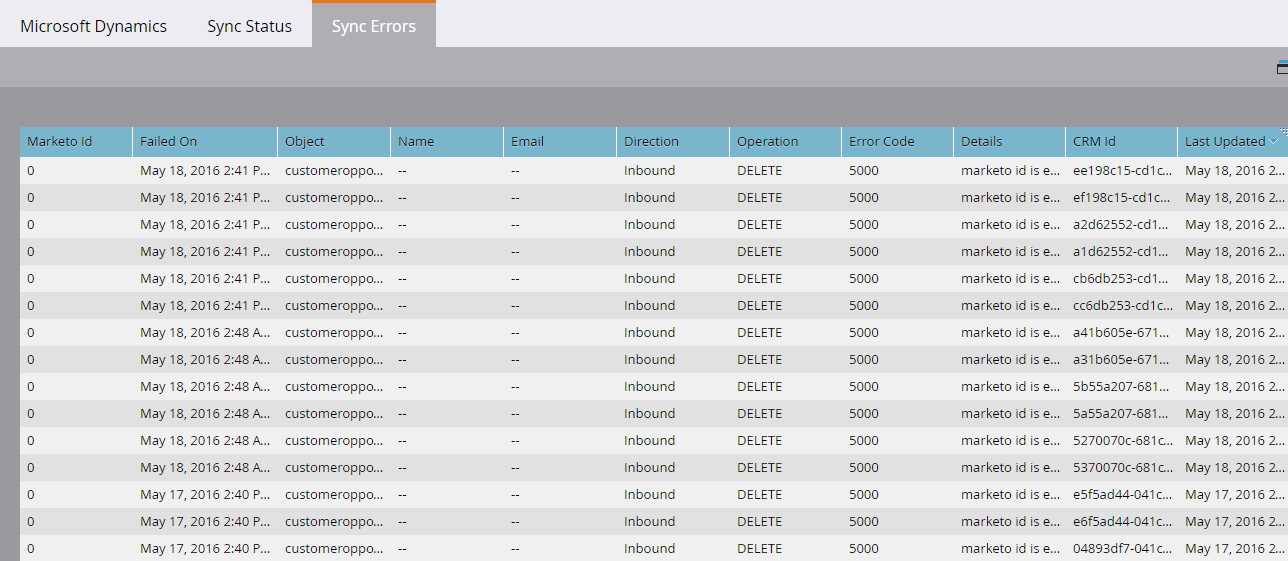 Microsoft Dynamics Sync Status Sync Errors
Marketo Id Failed On Object Name Email Direction Operation Error Code Details CRM Id Last Updated
0 May 18, 2016 2:41 P... customeroppo... -- -- Inbound DELETE 5000 marketo id is e... ee198c15-cd1c... May 18, 2016 2...
0 May 18, 2016 2:41 P... customeroppo... -- -- Inbound DELETE 5000 marketo id is e... ef198c15-cd1c... May 18, 2016 2...
0 May 18, 2016 2:41 P... customeroppo... -- -- Inbound DELETE 5000 marketo id is e... a2d62552-cd1... May 18, 2016 2...
0 May 18, 2016 2:41 P... customeroppo... -- -- Inbound DELETE 5000 marketo id is e... a1d62552-cd1... May 18, 2016 2...
0 May 18, 2016 2:41 P... customeroppo... -- -- Inbound DELETE 5000 marketo id is e... cb6db253-cd1... May 18, 2016 2...
0 May 18, 2016 2:41 P... customeroppo... -- -- Inbound DELETE 5000 marketo id is e... cc6db253-cd1c... May 18, 2016 2...
0 May 18, 2016 2:48 A... customeroppo... -- -- Inbound DELETE 5000 marketo id is e... a41b605e-671... May 18, 2016 2...
0 May 18, 2016 2:48 A... customeroppo... -- -- Inbound DELETE 5000 marketo id is e... a31b605e-671... May 18, 2016 2...
0 May 18, 2016 2:48 A... customeroppo... -- -- Inbound DELETE 5000 marketo id is e... 5b55a207-681... May 18, 2016 2...
0 May 18, 2016 2:48 A... customeroppo... -- -- Inbound DELETE 5000 marketo id is e... 5a55a207-681... May 18, 2016 2...
0 May 18, 2016 2:48 A... customeroppo... -- -- Inbound DELETE 5000 marketo id is e... 5270070c-681c... May 18, 2016 2...
0 May 18, 2016 2:48 A... customeroppo... -- -- Inbound DELETE 5000 marketo id is e... 5370070c-681c... May 18, 2016 2...
0 May 17, 2016 2:40 P... customeroppo... -- -- Inbound DELETE 5000 marketo id is e... e5f5ad44-041c... May 17, 2016 2...
0 May 17, 2016 2:40 P... customeroppo... -- -- Inbound DELETE 5000 marketo id is e... e6f5ad44-041c... May 17, 2016 2...
0 May 17, 2016 2:40 P... customeroppo... -- -- Inbound DELETE 5000 marketo id is e... 04893df7-041c... May 17, 2016 2...